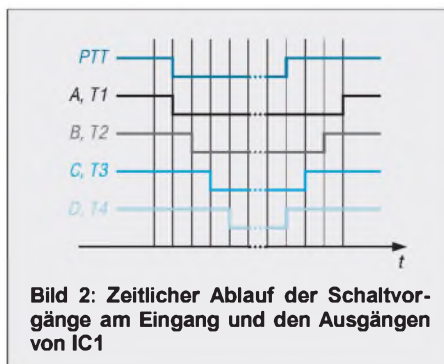 PTT
A, T1
B, T2
C, T3
D, T4
t
Bild 2: Zeitlicher Ablauf der Schaltvor-
gänge am Eingang und den Ausgängen
von IC1